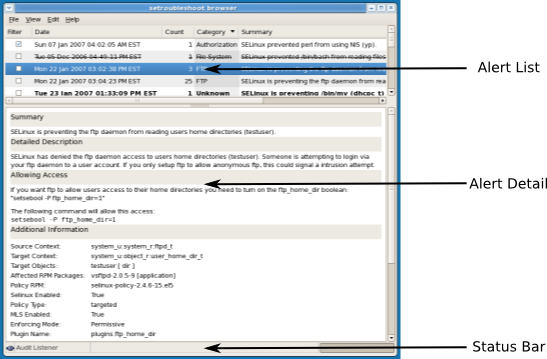 setroubleshoot browser
File View Edit Help
Filter Date Count Category Summary
Sun 07 Jan 2007 04:02:05 AM EST 1 Authorization SELinux prevented perl from using NIS (yp).
Tue 05 Dec 2006 04:49:11 PM EST 1 File System SELinux prevented /bin/bash from reading files
Mon 22 Jan 2007 03:02:38 PM EST 3 FTP
Mon 22 Jan 2007 03:04:23 PM EST 25 FTP SELinux is preventing the ftp daemon from rea
Tue 23 Jan 2007 01:33:09 PM EST 1 Unknown SELinux is preventing /bin/mv (dhcpc_t)
Alert List
Summary
SELinux is preventing the ftp daemon from reading users home directories (testuser).
Detailed Description
SELinux has denied the ftp daemon access to users home directories (testuser). Someone is attempting to login via
your ftp daemon to a user account. If you only setup ftp to allow anonymous ftp, this could signal a intrusion attempt.
Allowing Access
If you want ftp to allow users access to their home directories you need to turn on the ftp_home_dir boolean:
"setsebool -P ftp_home_dir=1"
Alert Detail
The following command will allow this access:
setsebool -P ftp_home_dir=1
Additional Information
Source Context: system_u:system_r:ftpd_t
Target Context: system_u:object_r:user_home_dir_t
Target Objects: testuser [ dir ]
Affected RPM Packages: vsftpd-2.0.5-9 [application]
Policy RPM: selinux-policy-2.4.6-15.el5
Selinux Enabled: True
Policy Type: targeted
MLS Enabled: True
Enforcing Mode: Permissive
Plugin Name: plugins.ftp_home_dir
Audit Listener
Status Bar